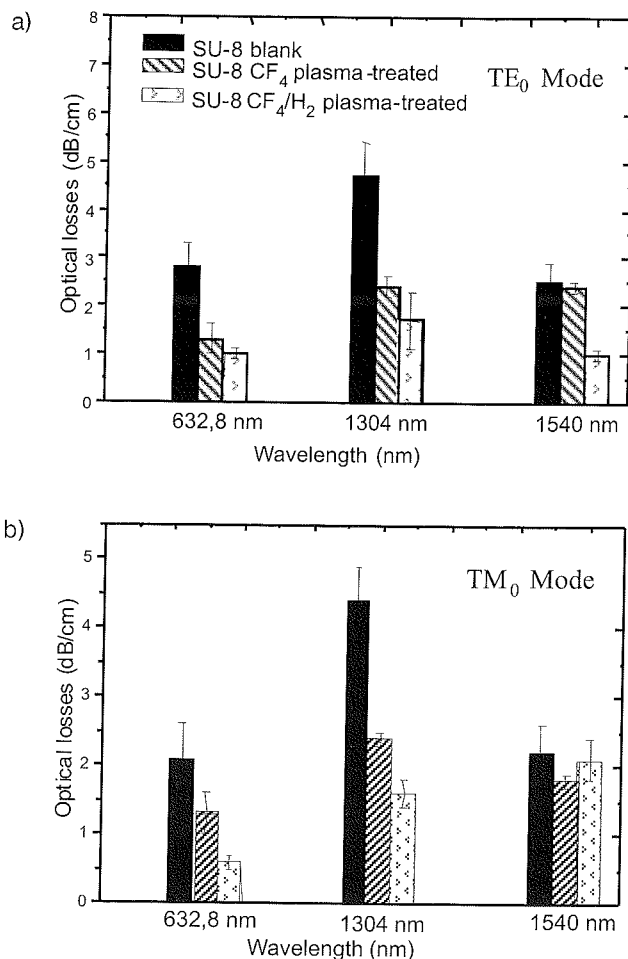 a)
8
7
6
5
4
3
2
1
0
Optical losses (dB/cm)
SU-8 blank
SU-8 CF4 plasma-treated
SU-8 CF4/H2 plasma-treated
TE0 Mode
632,8 nm
1304 nm
1540 nm
Wavelength (nm)
b)
5
4
3
2
1
0
Optical losses (dB/cm)
TM0 Mode
632,8 nm
1304 nm
1540 nm
Wavelength (nm)